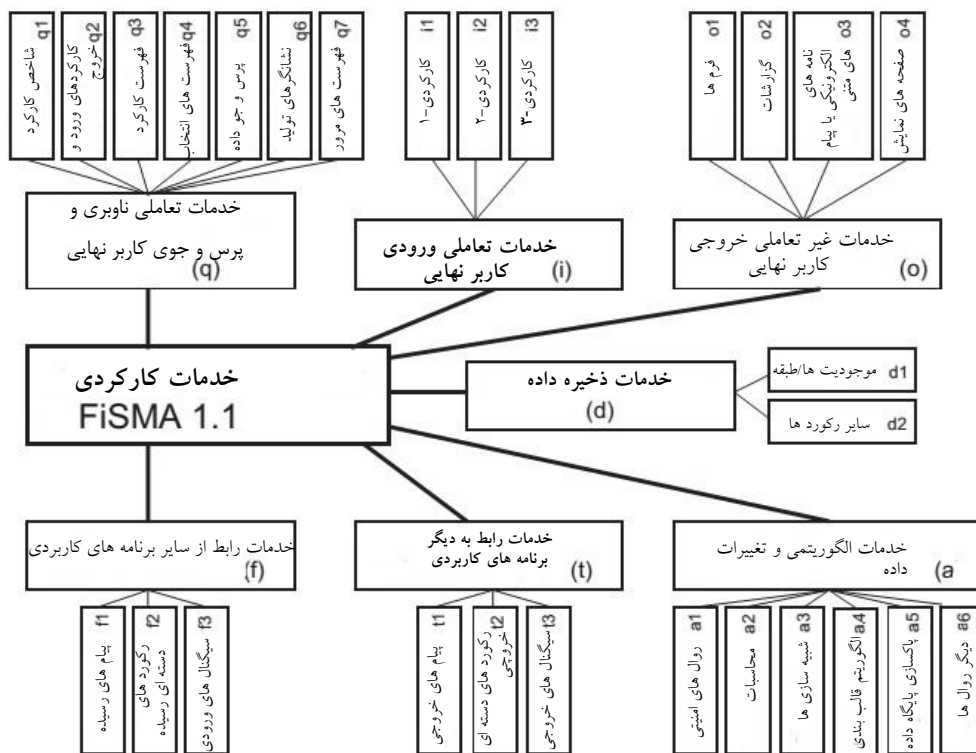 q1 شاخص کارکرد
q2 کارکردهای ورود و
خروج
q3 فهرست کارکرد
q4 فهرست های انتخاب
q5 پرس و جو داده
q6 نشانگرهای تولید
q7 فهرست های مرور
i1 کارکردی-۱
i2 کارکردی-۲
i3 کارکردی-۳
o1 فرم ها
o2 گزارشات
o3 نامه های
الکترونیکی یا پیام
های متنی
o4 صفحه های نمایش
خدمات تعاملی ناوبری و
پرس و جوی کاربر نهایی
(q)
خدمات تعاملی ورودی
کاربر نهایی (i)
خدمات غیر تعاملی خروجی
کاربر نهایی (o)
خدمات کارکردی
FiSMA 1.1
خدمات ذخیره داده
(d)
موجودیت ها/طبقه d1
سایر رکورد ها d2
خدمات رابط از سایر برنامه های کاربردی
(f)
خدمات رابط به دیگر
برنامه های کاربردی (t)
خدمات الگوریتمی و تغییرات
داده (a
f1 پیام های رسیده
f2 رکورد های
دسته ای رسیده
f3 سیگنال های ورودی
t1 پیام های خروجی
t2 رکورد های دسته ای
خروجی
t3 سیگنال های خروجی
a1 روال های امنیتی
a2 محاسبات
a3 شبیه سازی ها
a4 الگوریتم قالب بندی
a5 پاکسازی پایگاه داده
a6 دیگر روال ها